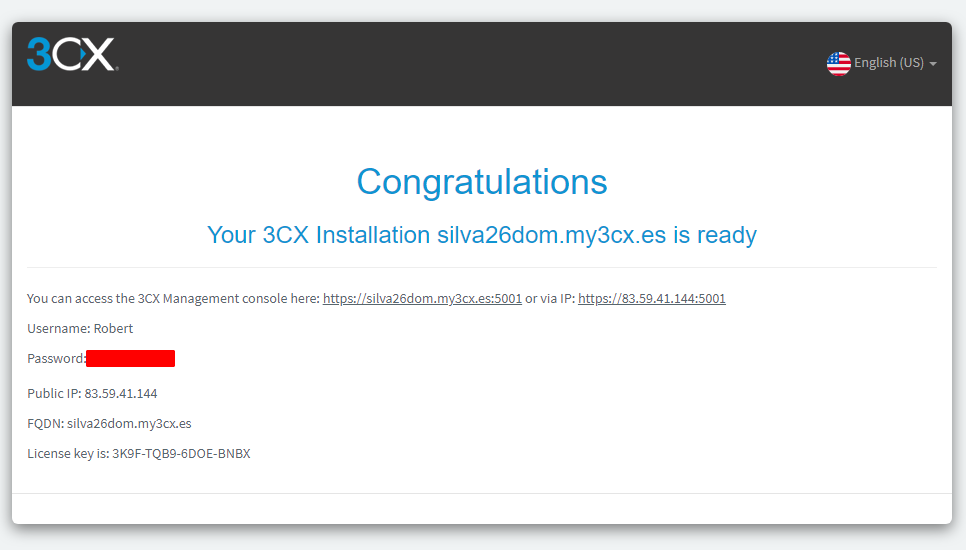 3CX®
English (US)
Congratulations
Your 3CX Installation silva26dom.my3cx.es is ready
You can access the 3CX Management console here: https://silva26dom.my3cx.es:5001 or via IP: https://83.59.41.144:5001
Username: Robert
Password:
Public IP: 83.59.41.144
FQDN: silva26dom.my3cx.es
License key is: 3K9F-TQB9-6DOE-BNBX